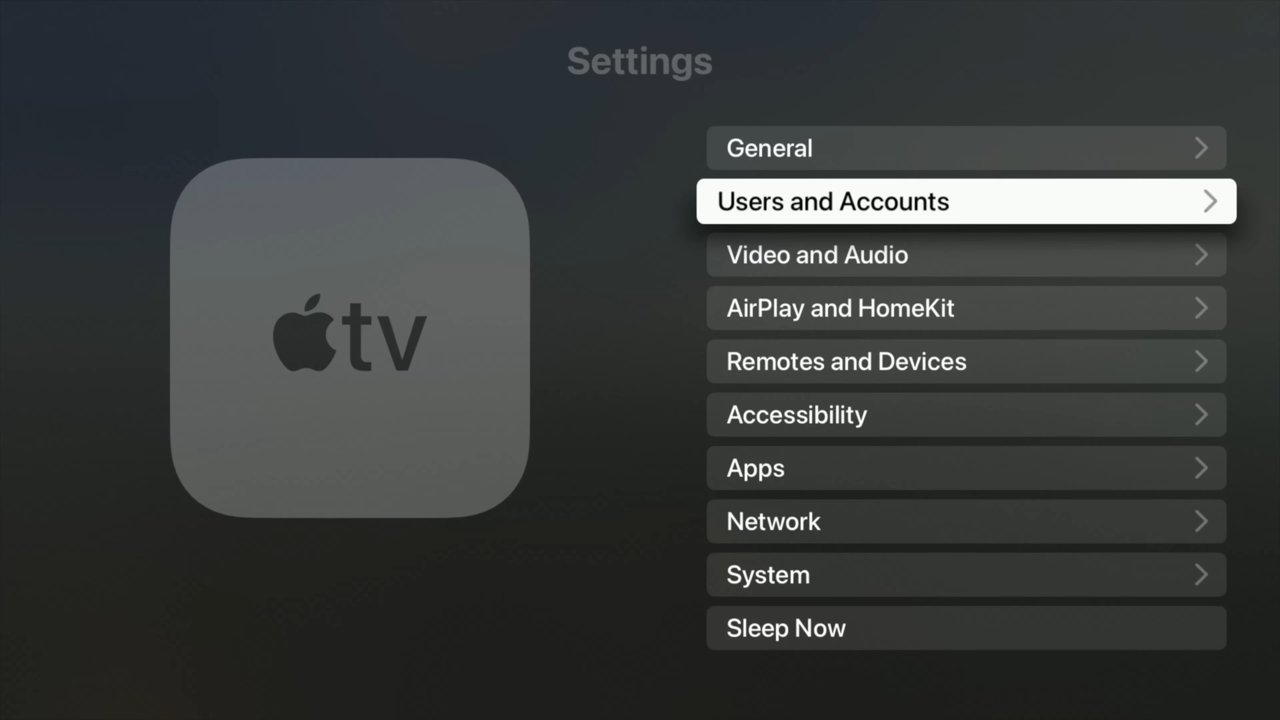 Settings
tv
General
Users and Accounts
Video and Audio
AirPlay and HomeKit
Remotes and Devices
Accessibility
Apps
Network
System
Sleep Now